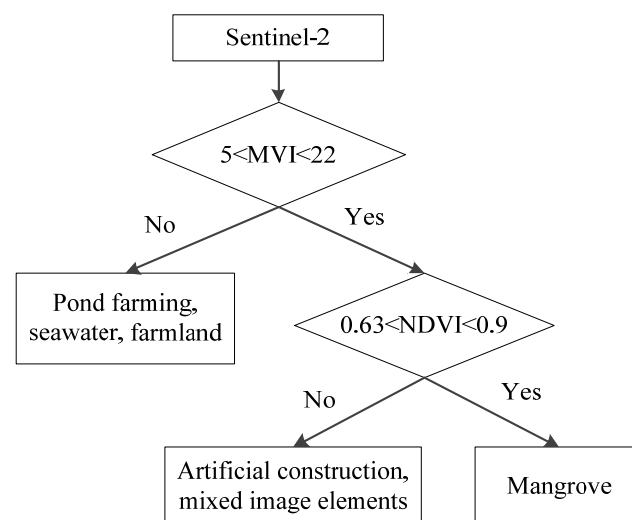 Sentinel-2
5<MVI<22
No
Yes
Pond farming,
seawater, farmland
0.63<NDVI<0.9
No
Yes
Artificial construction,
mixed image elements
Mangrove